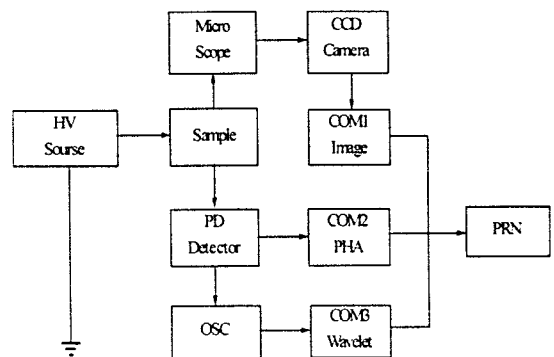 Micro
Scope
CCD
Camera
HV
Sourse
Sample
COM1
Image
PD
Detector
COM2
PHA
PRN
OSC
COM3
Wavelet